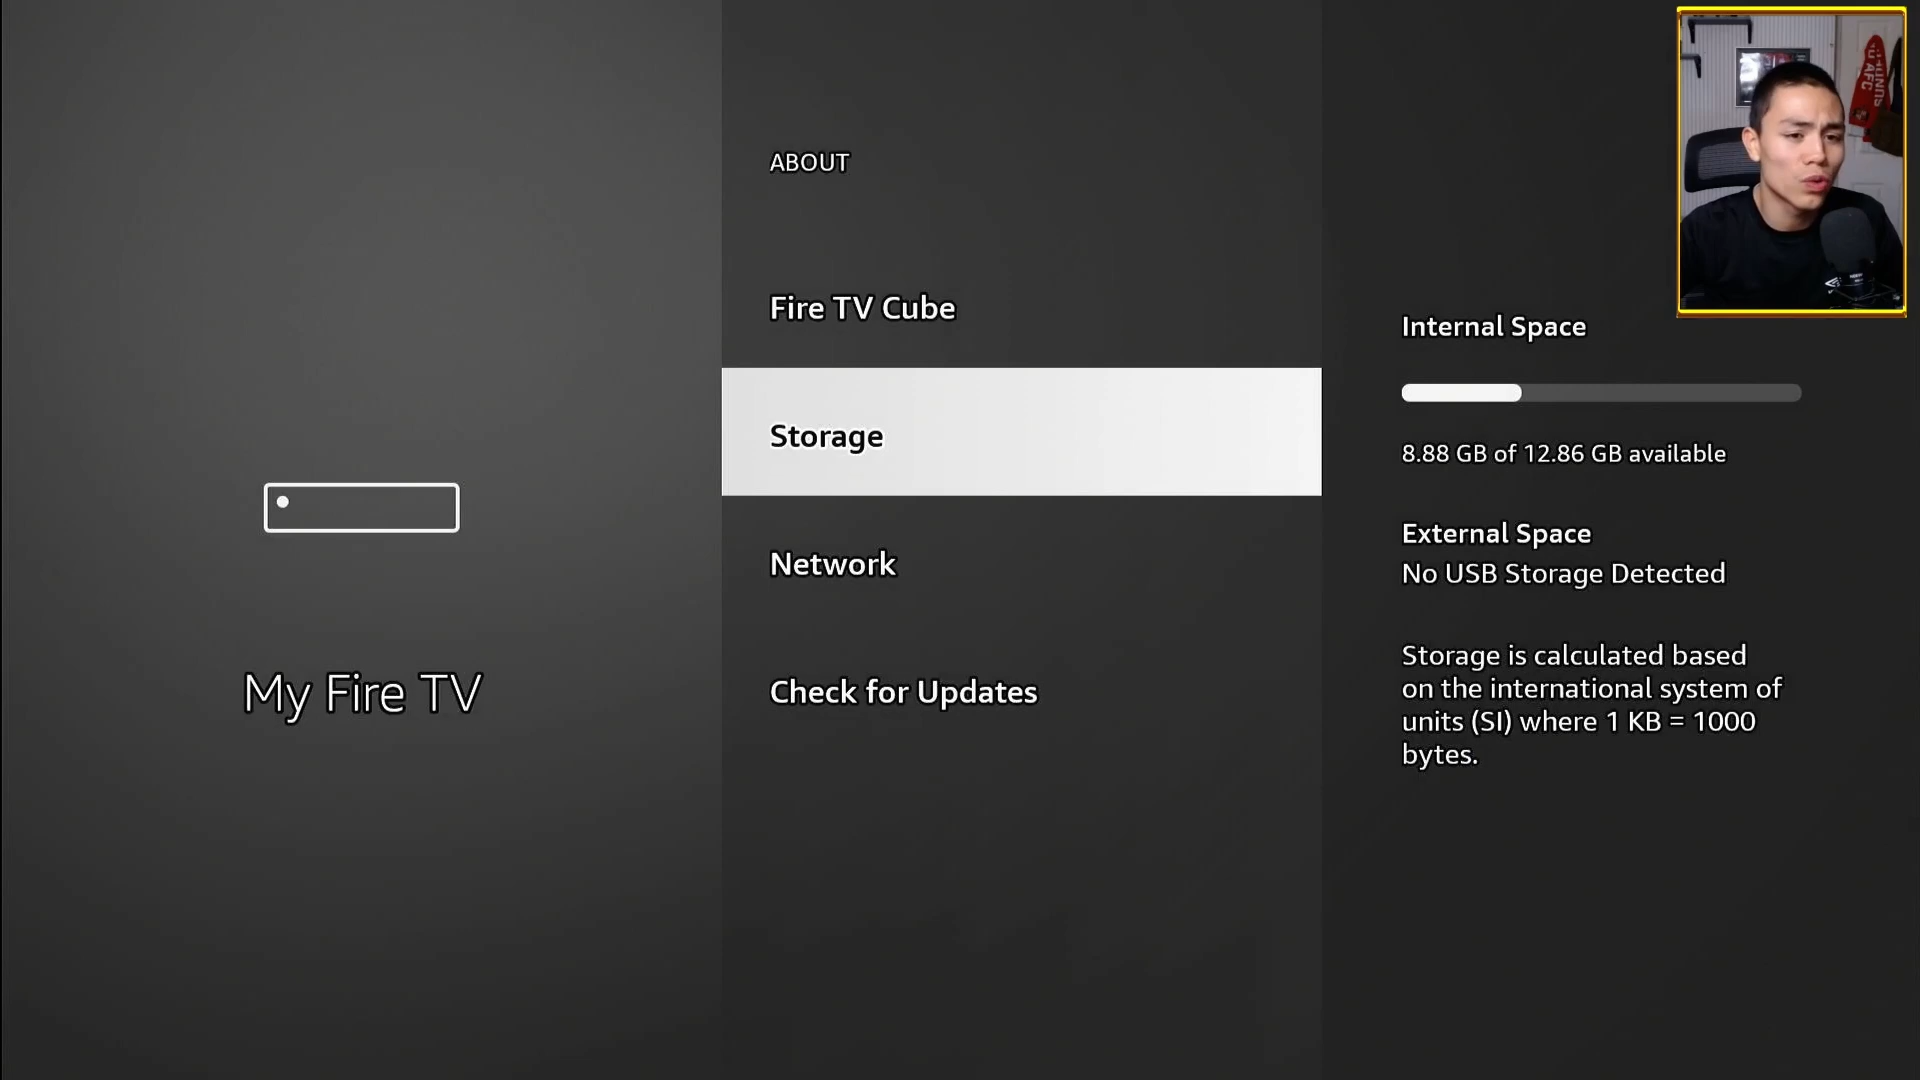 ABOUT
Fire TV Cube
Storage
Network
Check for Updates
My Fire TV
Internal Space
8.88 GB of 12.86 GB available
External Space
No USB Storage Detected
Storage is calculated based
on the international system of
units (SI) where 1 KB = 1000
bytes.